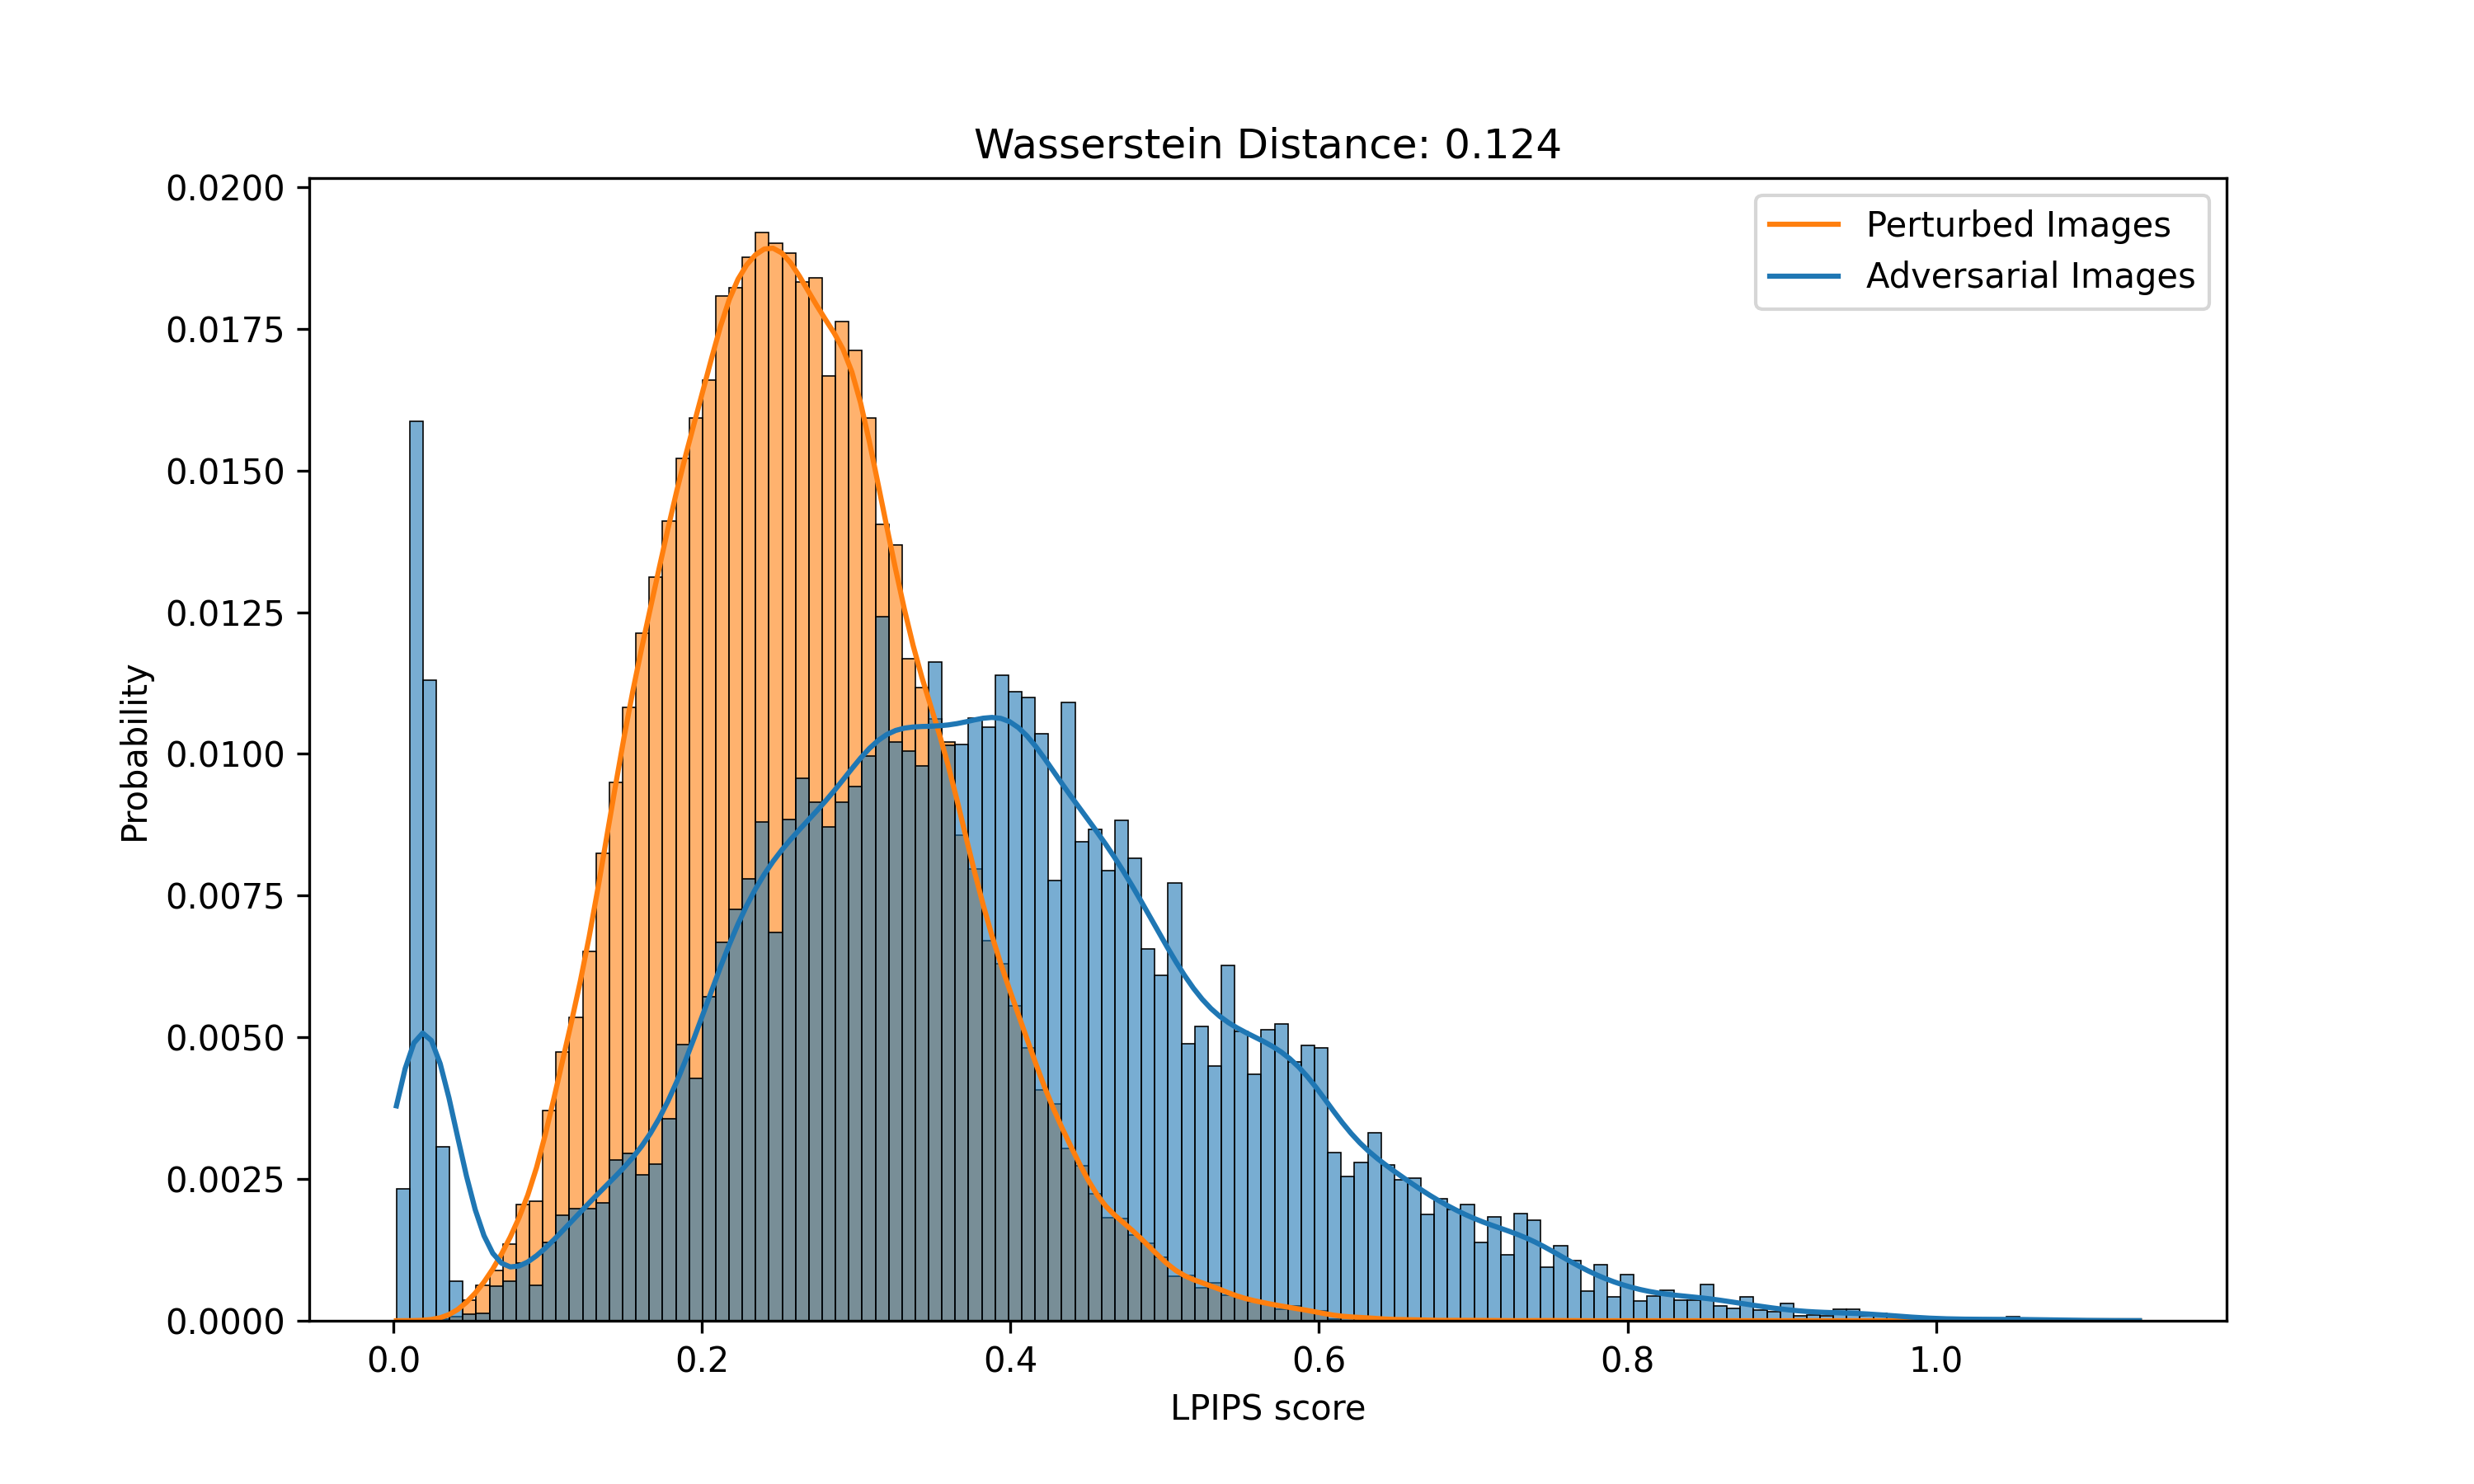 Wasserstein Distance: 0.124
Perturbed Images
Adversarial Images
0.0200
0.0175
0.0150
0.0125
0.0100
0.0075
0.0050
0.0025
0.0000
Probability
0.0 0.2 0.4 0.6 0.8 1.0
LPIPS score